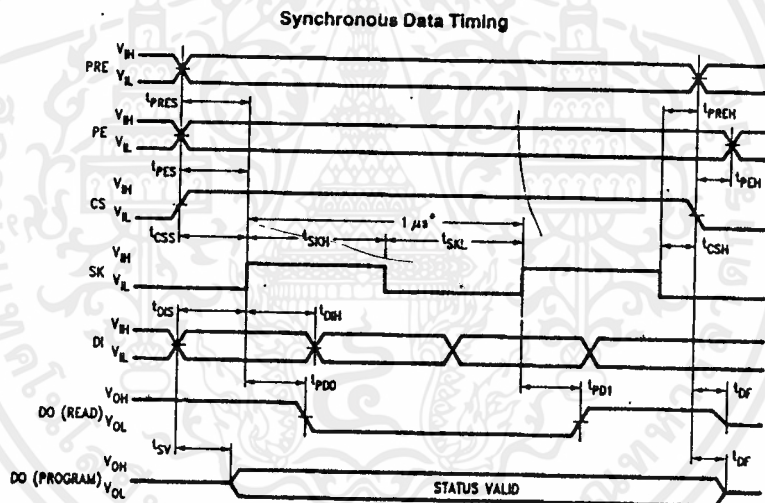 Synchronous Data Timing
PRE V_IH
V_IL
t_PRES
t_PREH
PE V_IH
V_IL
t_PES
t_PEH
CS V_IH
V_IL
1 μs*
t_CSS
t_SKH
t_SKL
t_CSH
SK V_IH
V_IL
t_DIS
t_DIH
DI V_IH
V_IL
t_PD0
t_PD1
t_DF
DO (READ) V_OH
V_OL
t_SV
t_DF
DO (PROGRAM) V_OH
V_OL
STATUS VALID